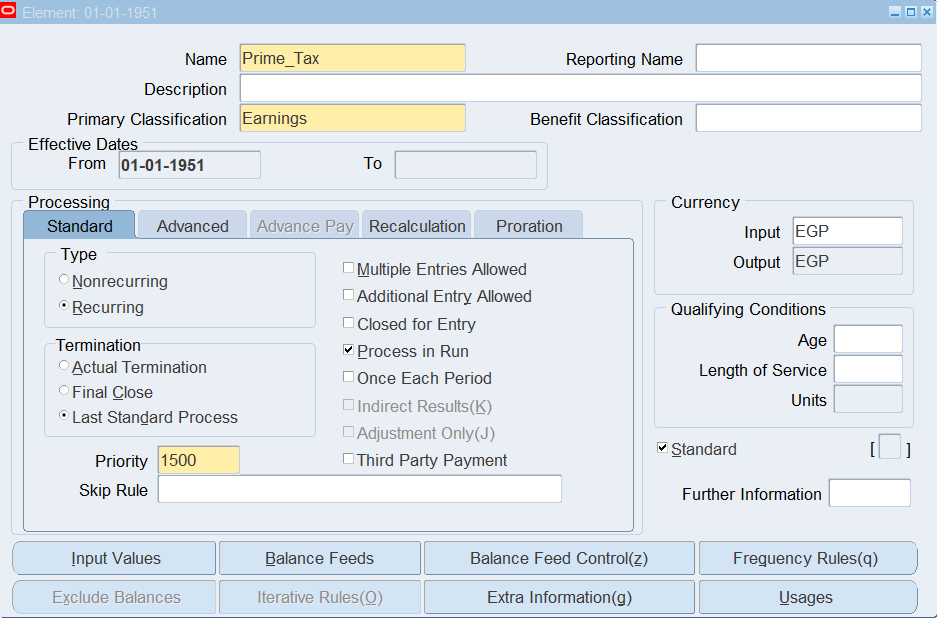 Element: 01-01-1951
Name Prime_Tax Reporting Name
Description
Primary Classification Earnings Benefit Classification
Effective Dates
From 01-01-1951 To
Processing
Standard Advanced Advance Pay Recalculation Proration
Type
Nonrecurring
Recurring
Termination
Actual Termination
Final Close
Last Standard Process
Multiple Entries Allowed
Additional Entry Allowed
Closed for Entry
Process in Run
Once Each Period
Indirect Results(K)
Adjustment Only(J)
Third Party Payment
Priority 1500
Skip Rule
Currency
Input EGP
Output EGP
Qualifying Conditions
Age
Length of Service
Units
Standard [ ]
Further Information
Input Values Balance Feeds Balance Feed Control(z) Frequency Rules(q)
Exclude Balances Iterative Rules(O) Extra Information(g) Usages